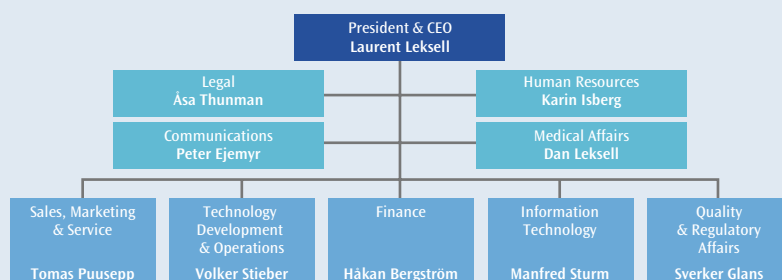 President & CEO
Laurent Leksell
Legal
Åsa Thunman
Human Resources
Karin Isberg
Communications
Peter Ejemyr
Medical Affairs
Dan Leksell
Sales, Marketing
& Service
Tomas Puusepp
Technology
Development
& Operations
Volker Stieber
Finance
Håkan Bergström
Information
Technology
Manfred Sturm
Quality
& Regulatory
Affairs
Sverker Glans